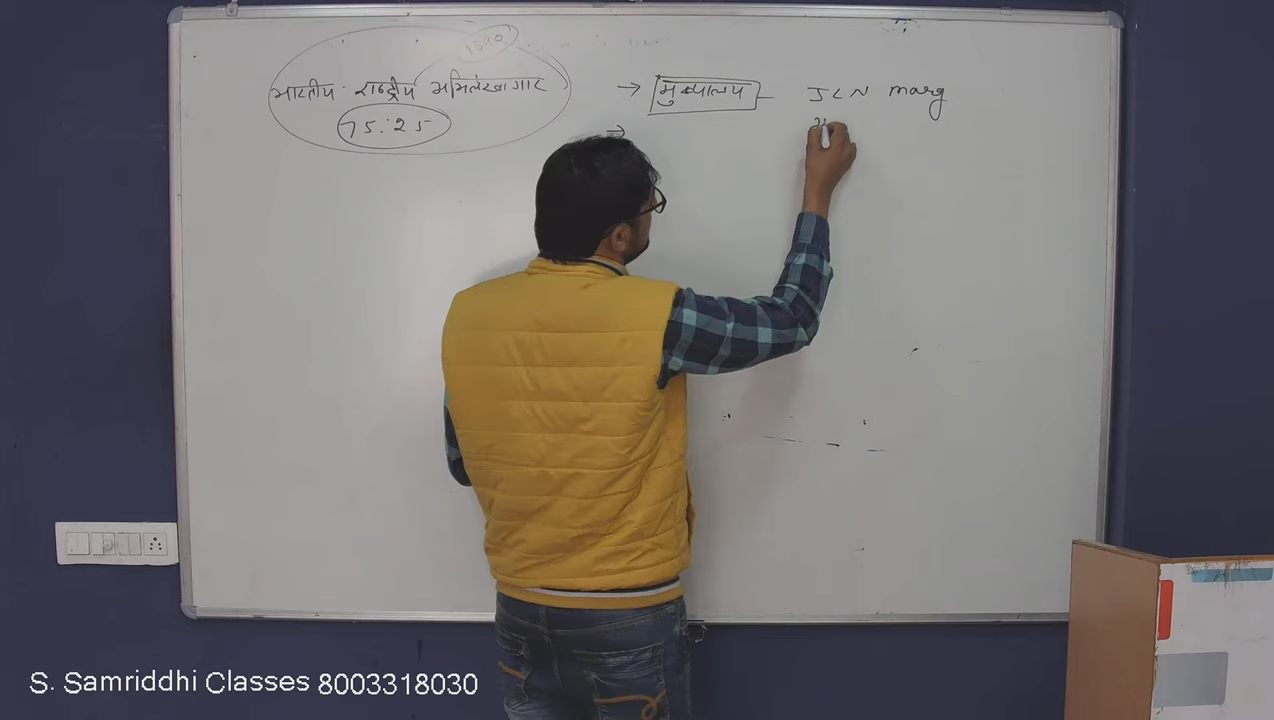 1890
भारतीय राष्ट्रीय अभिलेखागार
75:25
→ मुख्यालय - JLN marg
→
S. Samriddhi Classes 8003318030